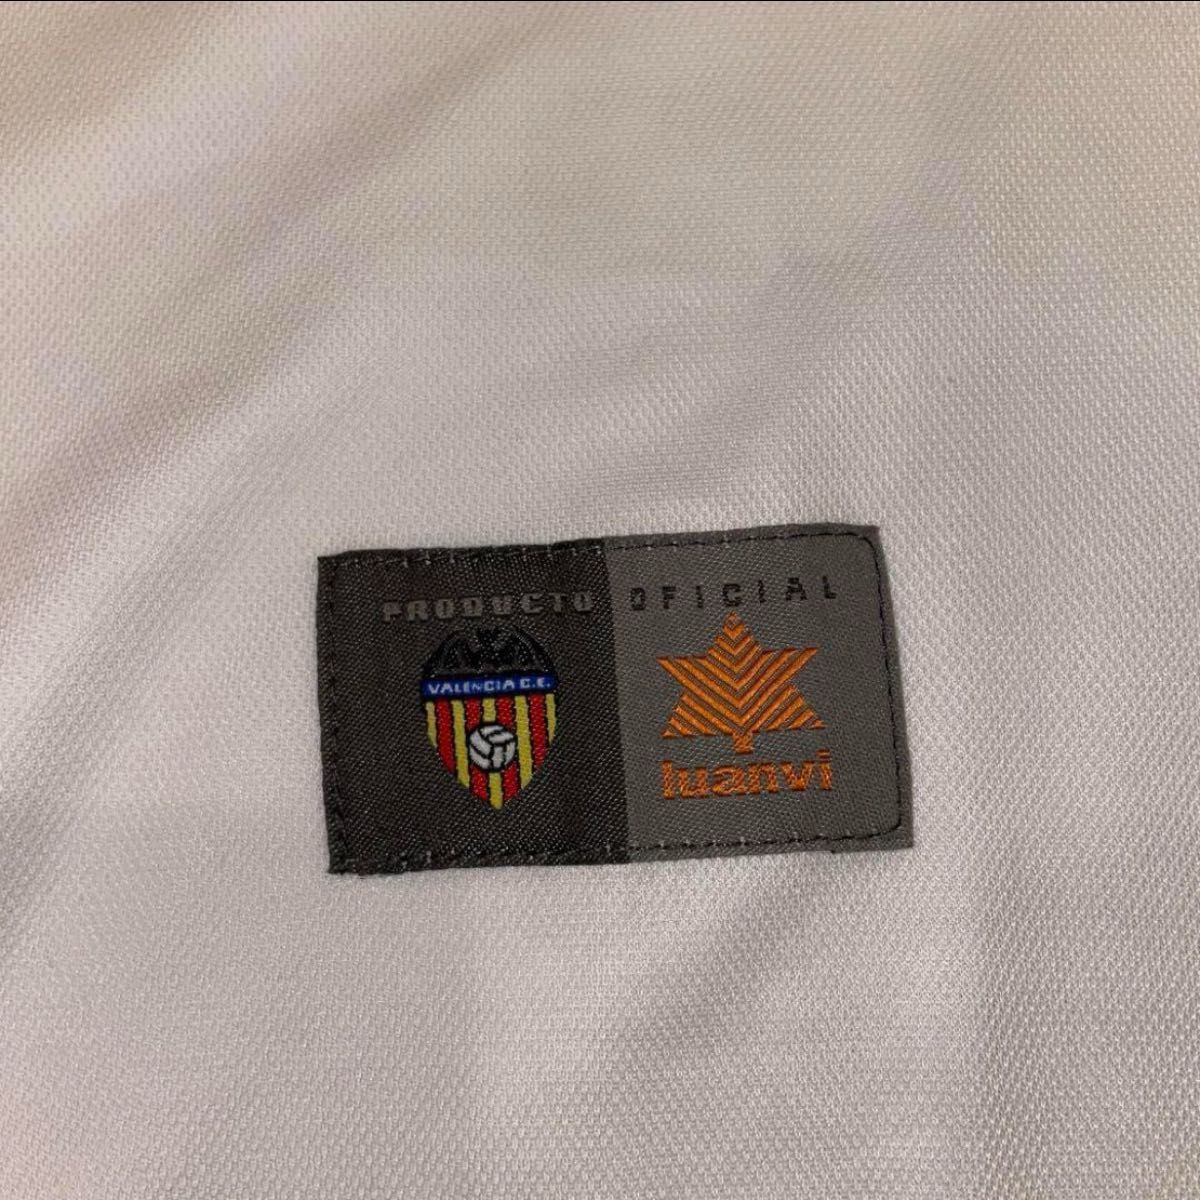 PRODUCTO OFICIAL
VALENCIA C.F.
luanvi